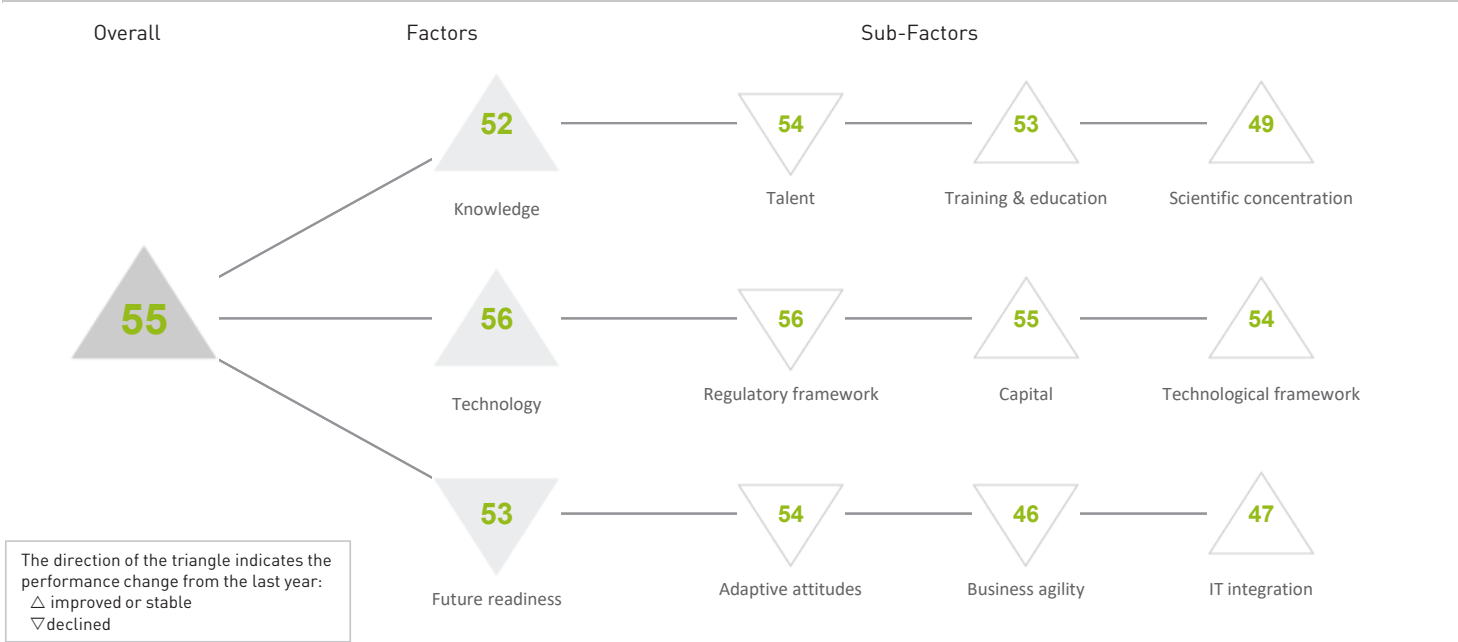 Overall
Factors
Sub-Factors
52
54
53
49
Knowledge
Talent
Training & education
Scientific concentration
55
56
56
55
54
Technology
Regulatory framework
Capital
Technological framework
53
54
46
47
Future readiness
Adaptive attitudes
Business agility
IT integration
The direction of the triangle indicates the
performance change from the last year:
△ improved or stable
▽ declined